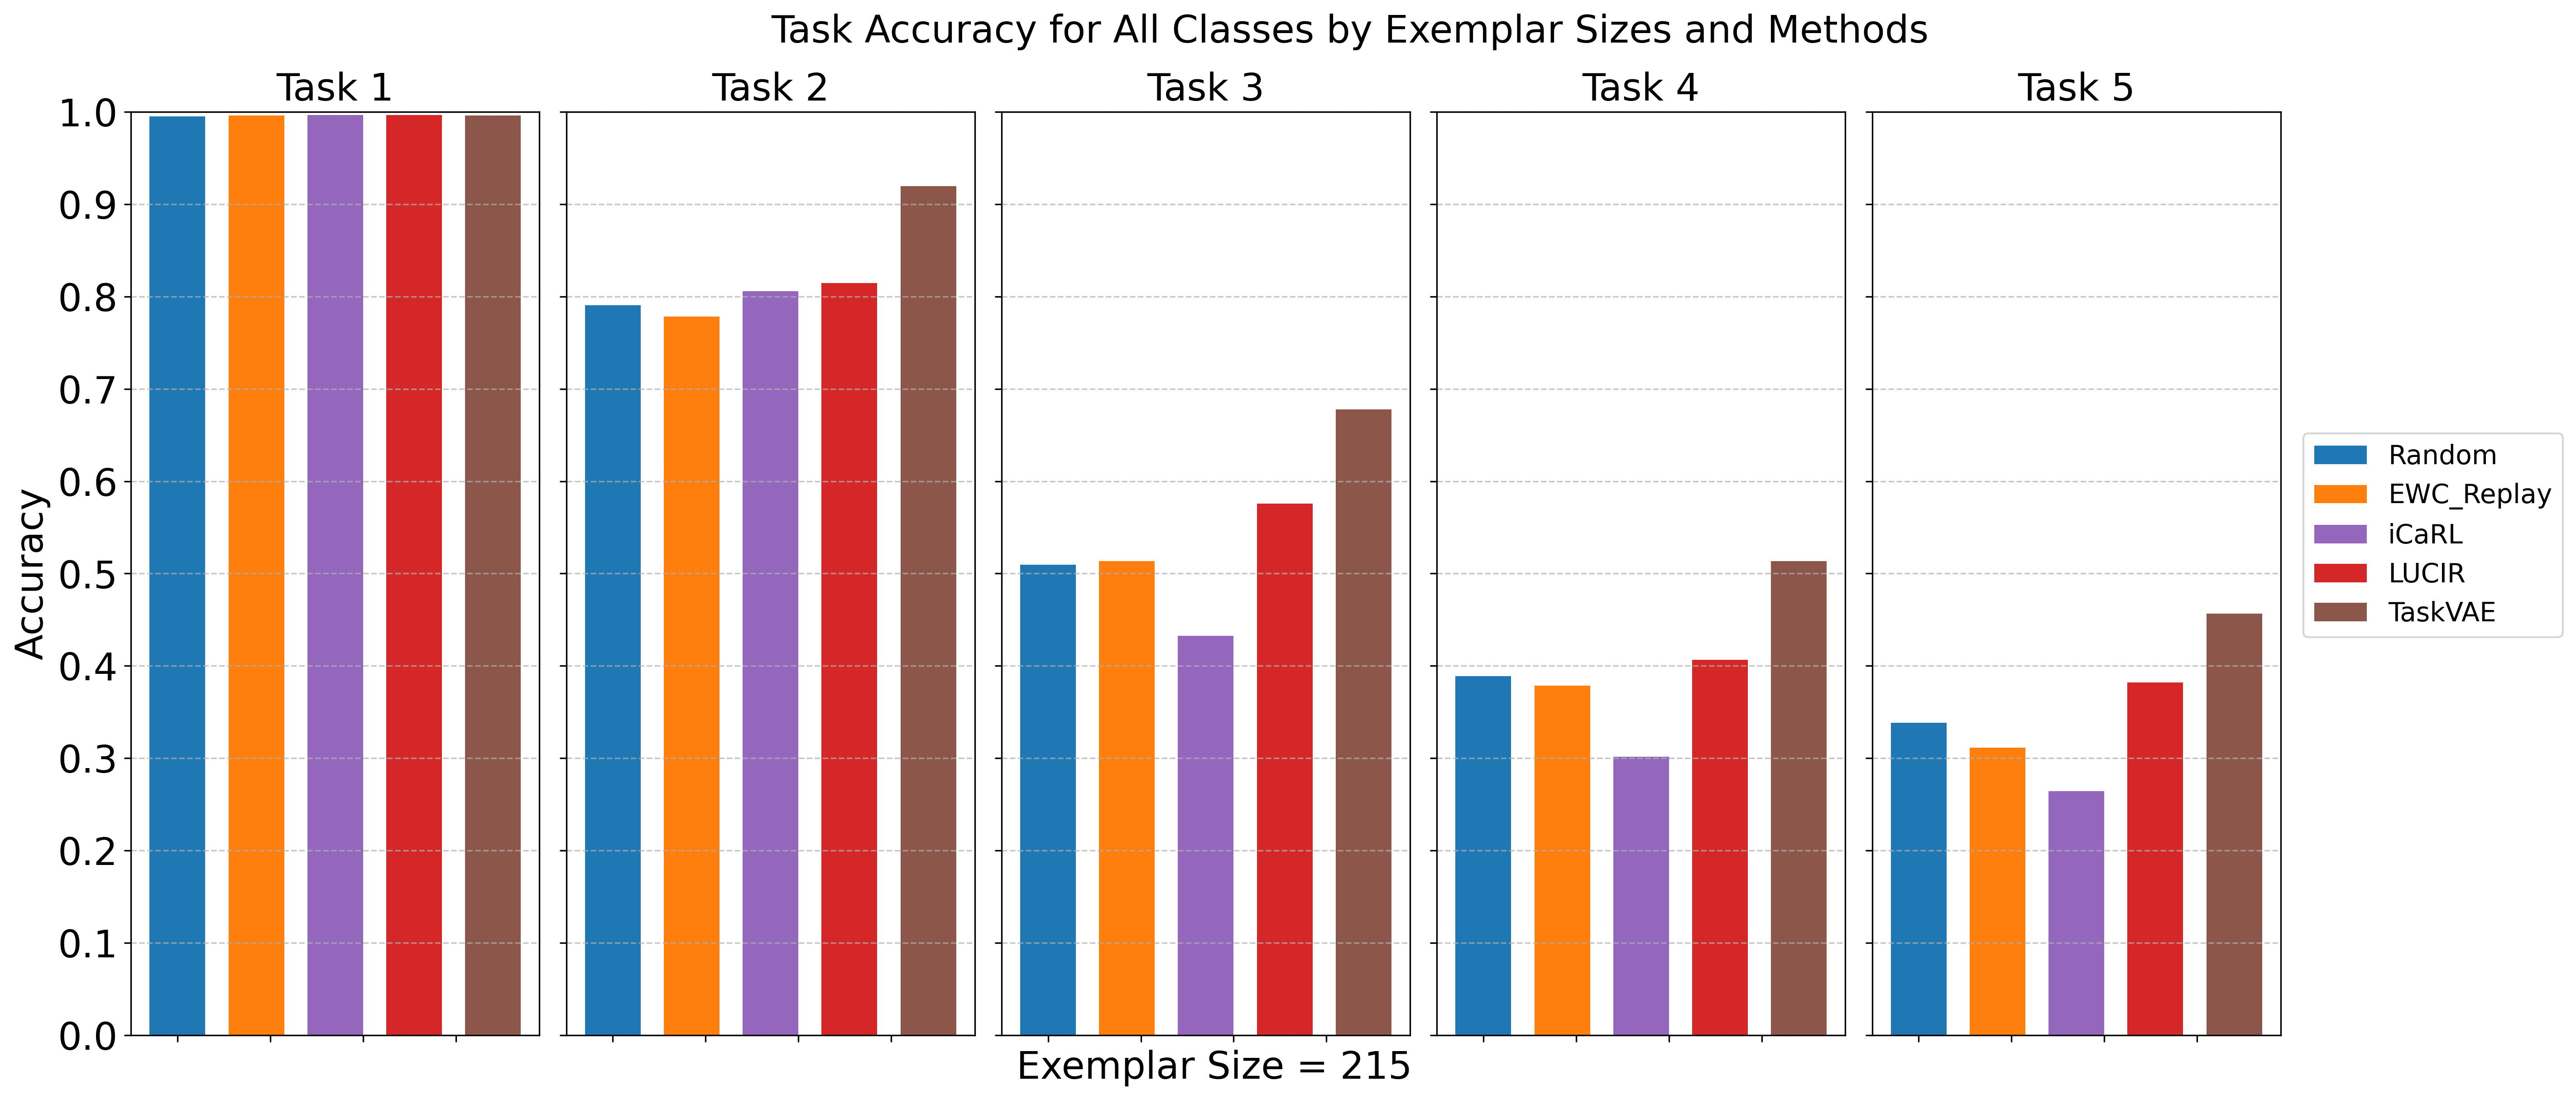 Task Accuracy for All Classes by Exemplar Sizes and Methods
Task 1
Task 2
Task 3
Task 4
Task 5
1.0
0.9
0.8
0.7
0.6
0.5
0.4
0.3
0.2
0.1
0.0
Accuracy
Random
EWC_Replay
iCaRL
LUCIR
TaskVAE
Exemplar Size = 215